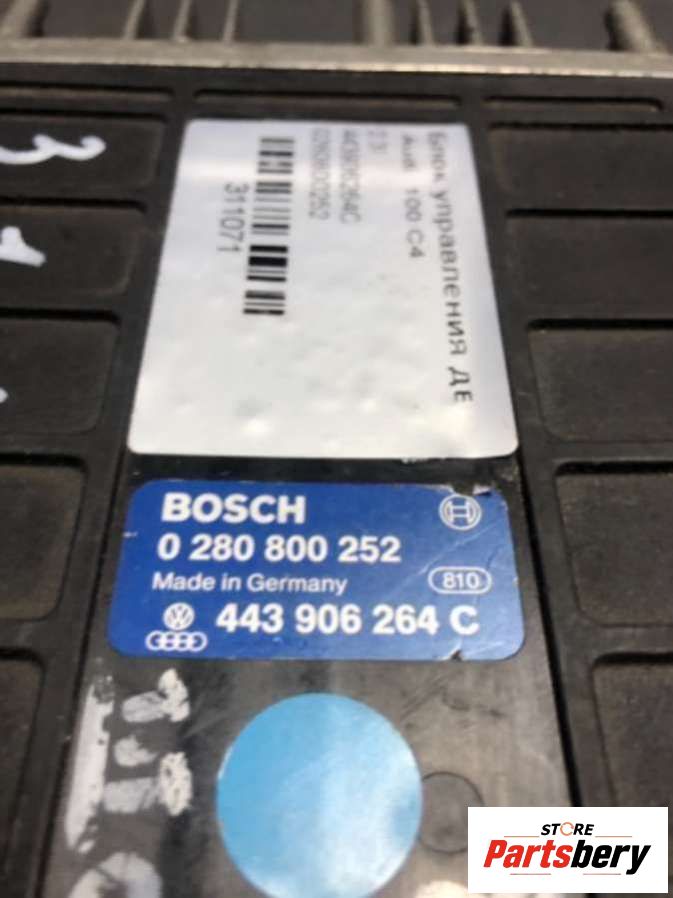 Блок управления ДЕ
Audi 100 C4
2.3
443906264C
0280800252
311071
BOSCH
0 280 800 252
Made in Germany
810
443 906 264 C
STORE
Partsbery